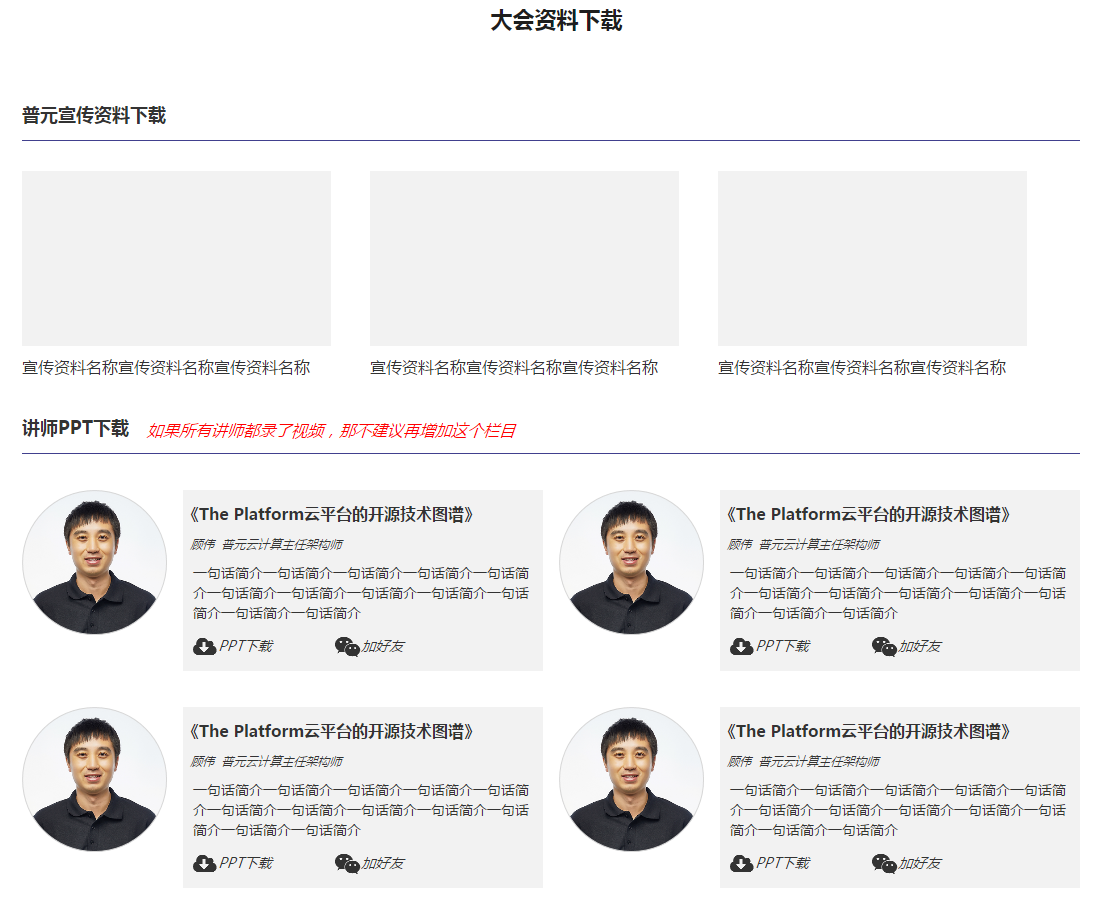 大会资料下载
普元宣传资料下载
宣传资料名称宣传资料名称宣传资料名称
宣传资料名称宣传资料名称宣传资料名称
宣传资料名称宣传资料名称宣传资料名称
讲师PPT下载 如果所有讲师都录了视频，那不建议再增加这个栏目
《The Platform云平台的开源技术图谱》
顾伟 普元云计算主任架构师
一句话简介一句话简介一句话简介一句话简介一句话简
介一句话简介一句话简介一句话简介一句话简介一句话
简介一句话简介一句话简介
PPT下载 加好友
《The Platform云平台的开源技术图谱》
顾伟 普元云计算主任架构师
一句话简介一句话简介一句话简介一句话简介一句话简
介一句话简介一句话简介一句话简介一句话简介一句话
简介一句话简介一句话简介
PPT下载 加好友
《The Platform云平台的开源技术图谱》
顾伟 普元云计算主任架构师
一句话简介一句话简介一句话简介一句话简介一句话简
介一句话简介一句话简介一句话简介一句话简介一句话
简介一句话简介一句话简介
PPT下载 加好友
《The Platform云平台的开源技术图谱》
顾伟 普元云计算主任架构师
一句话简介一句话简介一句话简介一句话简介一句话简
介一句话简介一句话简介一句话简介一句话简介一句话
简介一句话简介一句话简介
PPT下载 加好友